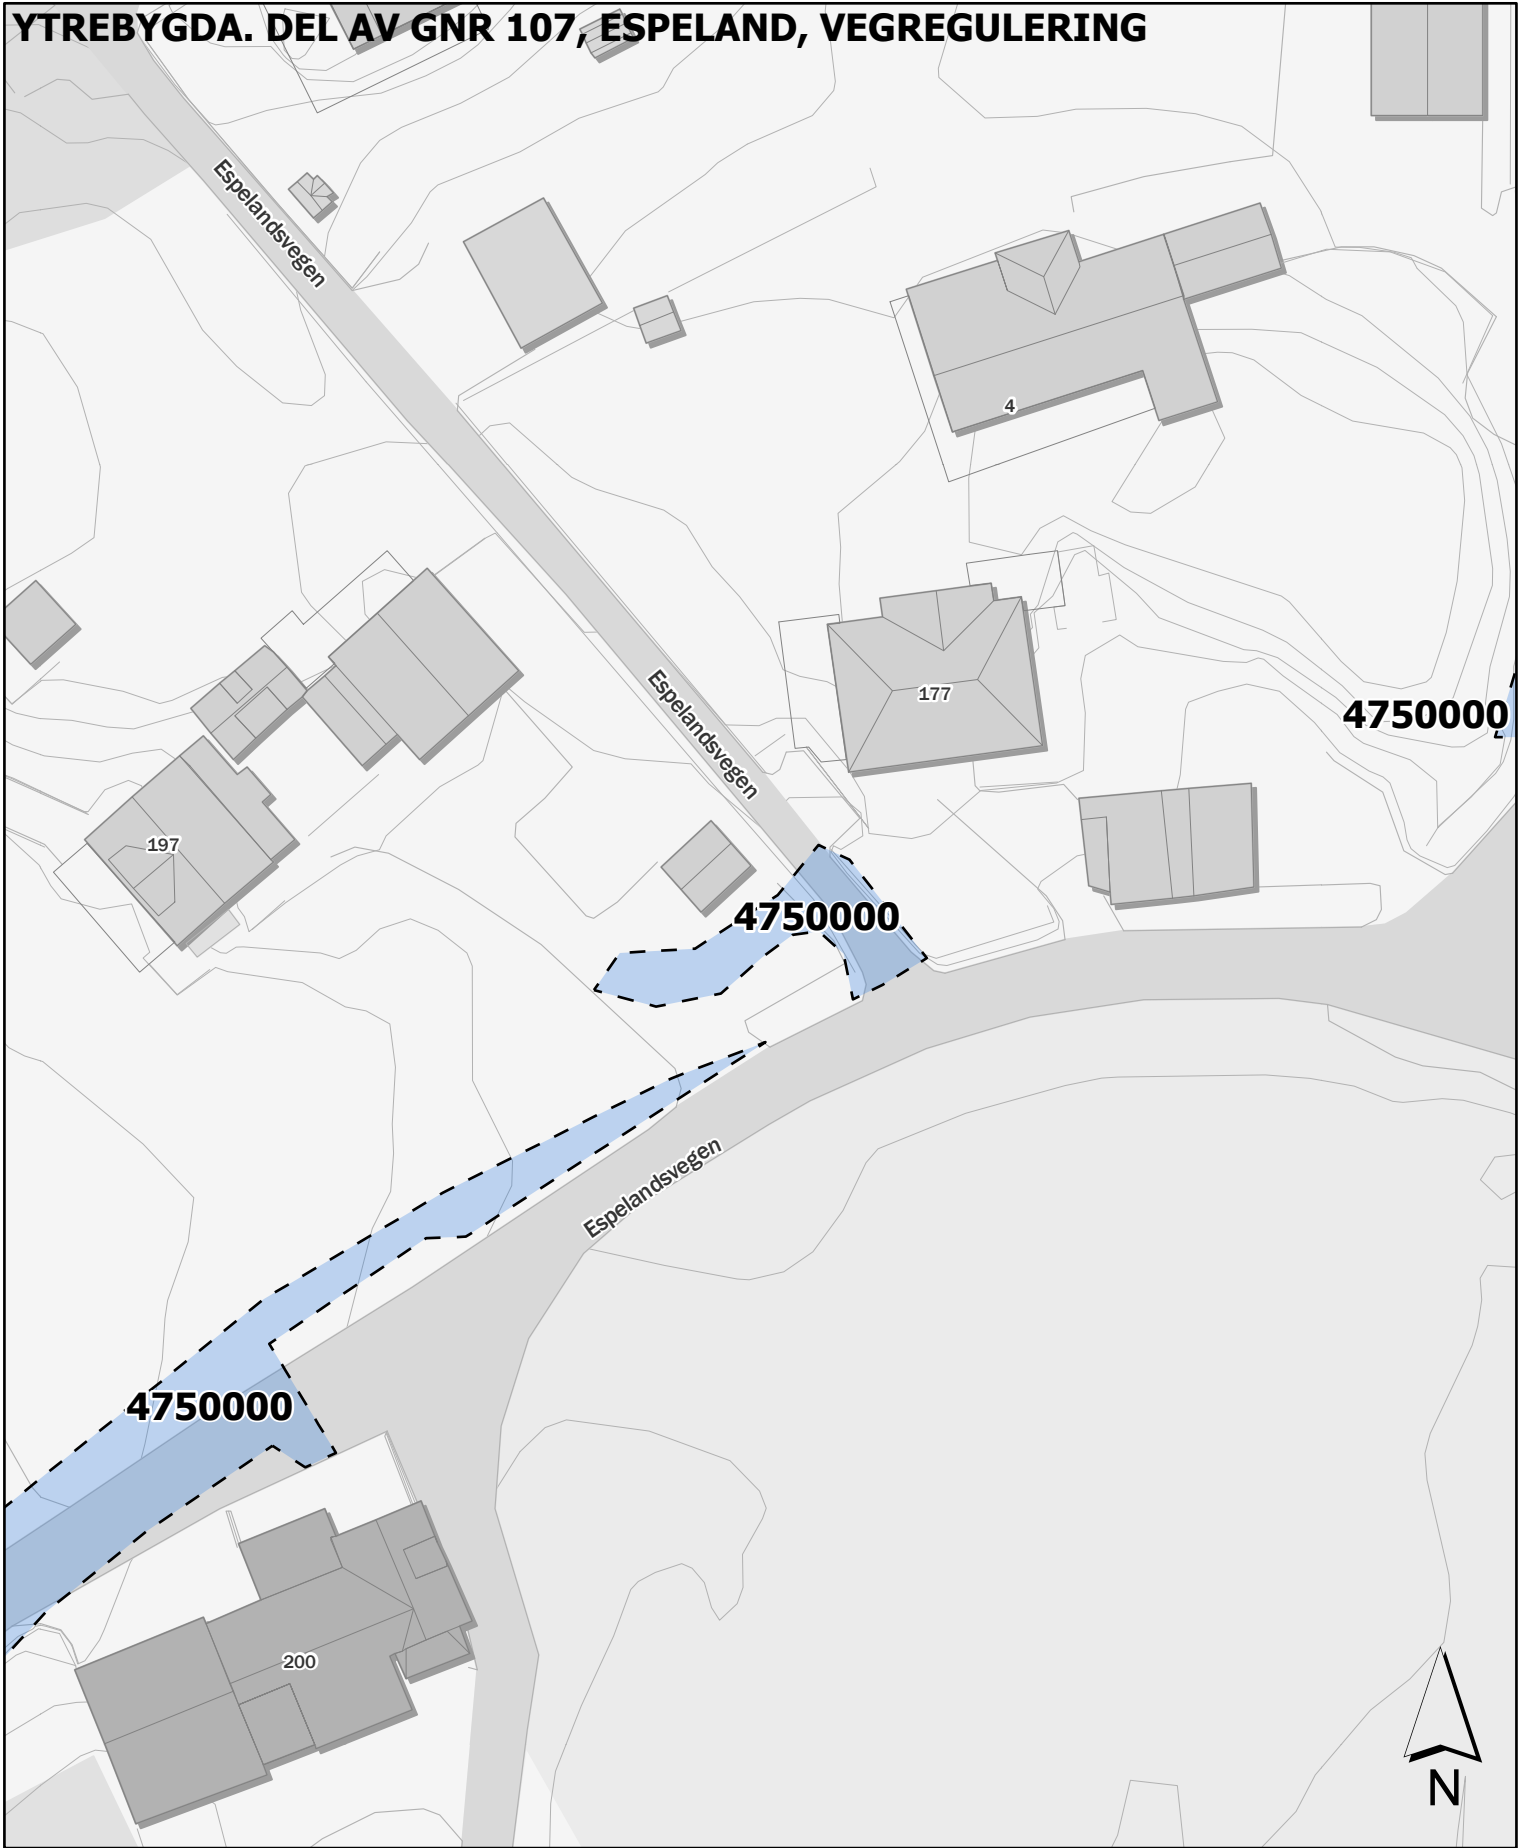 YTREBYGDA. DEL AV GNR 107, ESPELAND, VEGREGULERING
Espelandsvegen
4
Espelandsvegen
177
4750000
197
4750000
Espelandsvegen
4750000
200
N